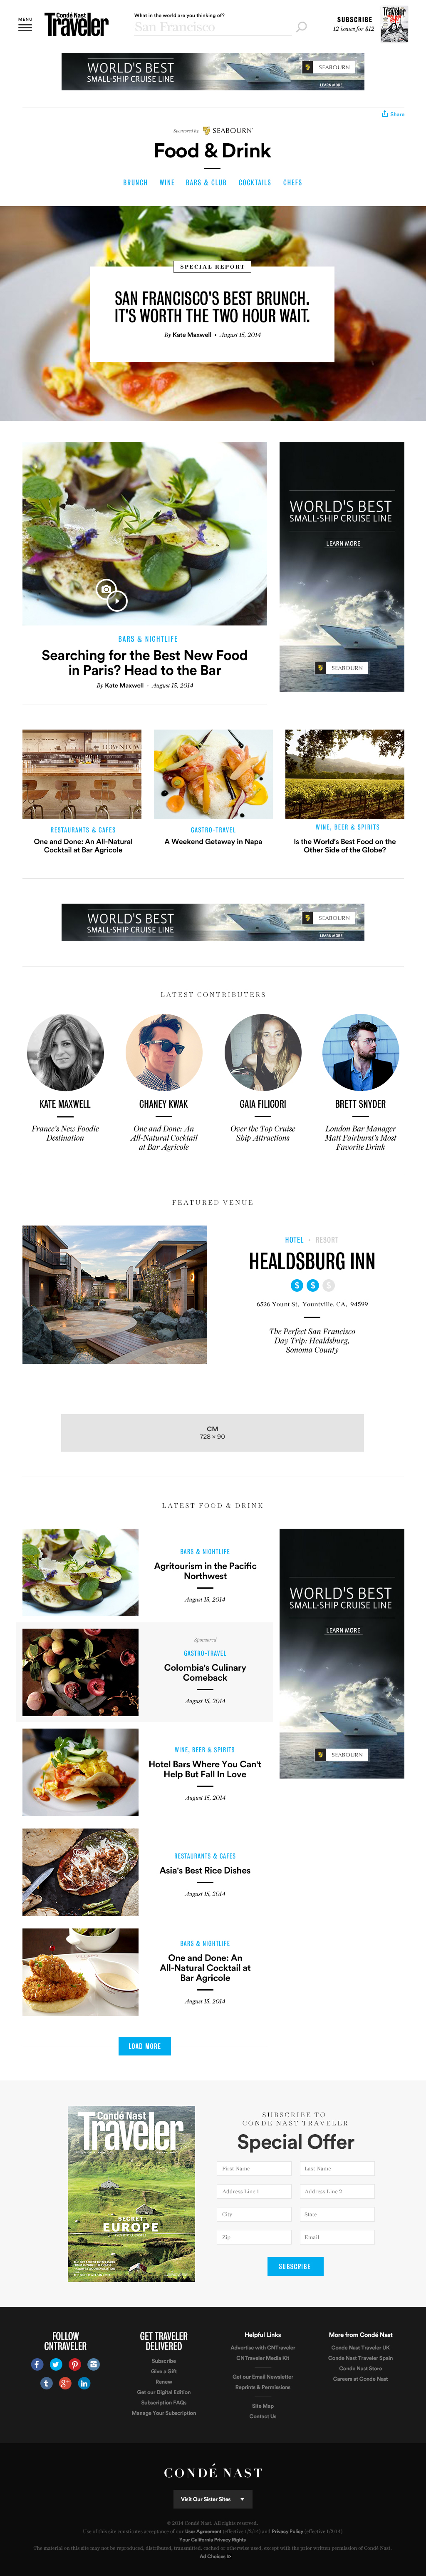 MENU
Condé Nast
Traveler
What in the world are you thinking of?
San Francisco
SUBSCRIBE
12 issues for $12
Traveler
WORLD'S BEST
SMALL-SHIP CRUISE LINE
SEABOURN
LEARN MORE
Share
Sponsored by
SEABOURN
Food & Drink
BRUNCH WINE BARS & CLUB COCKTAILS CHEFS
SPECIAL REPORT
SAN FRANCISCO'S BEST BRUNCH.
IT'S WORTH THE TWO HOUR WAIT.
By Kate Maxwell • August 15, 2014
BARS & NIGHTLIFE
Searching for the Best New Food
in Paris? Head to the Bar
By Kate Maxwell • August 15, 2014
WORLD'S BEST
SMALL-SHIP CRUISE LINE
LEARN MORE
SEABOURN
DOWNTOWN
RESTAURANTS & CAFES
One and Done: An All-Natural
Cocktail at Bar Agricole
GASTRO-TRAVEL
A Weekend Getaway in Napa
WINE, BEER & SPIRITS
Is the World's Best Food on the
Other Side of the Globe?
WORLD'S BEST
SMALL-SHIP CRUISE LINE
SEABOURN
LEARN MORE
LATEST CONTRIBUTERS
KATE MAXWELL
France's New Foodie
Destination
CHANEY KWAK
One and Done: An
All-Natural Cocktail
at Bar Agricole
GAIA FILICORI
Over the Top Cruise
Ship Attractions
BRETT SNYDER
London Bar Manager
Matt Fairhurst's Most
Favorite Drink
FEATURED VENUE
HOTEL • RESORT
HEALDSBURG INN
$ $ $
6526 Yount St, Yountville, CA, 94599
The Perfect San Francisco
Day Trip: Healdsburg,
Sonoma County
CM
728 × 90
LATEST FOOD & DRINK
BARS & NIGHTLIFE
Agritourism in the Pacific
Northwest
August 15, 2014
Sponsored
GASTRO-TRAVEL
Colombia's Culinary
Comeback
August 15, 2014
WINE, BEER & SPIRITS
Hotel Bars Where You Can't
Help But Fall In Love
August 15, 2014
RESTAURANTS & CAFES
Asia's Best Rice Dishes
August 15, 2014
BARS & NIGHTLIFE
One and Done: An
All-Natural Cocktail at
Bar Agricole
August 15, 2014
WORLD'S BEST
SMALL-SHIP CRUISE LINE
LEARN MORE
SEABOURN
LOAD MORE
Condé Nast
Traveler
SECRET
EUROPE
SUBSCRIBE TO
CONDE NAST TRAVELER
Special Offer
First Name Last Name
Address Line 1 Address Line 2
City State
Zip Email
SUBSCRIBE
FOLLOW
CNTRAVELER
GET TRAVELER
DELIVERED
Subscribe
Give a Gift
Renew
Get our Digital Edition
Subscription FAQs
Manage Your Subscription
Helpful Links
Advertise with CNTraveler
CNTraveler Media Kit
Get our Email Newsletter
Reprints & Permissions
Site Map
Contact Us
More from Condé Nast
Conde Nast Traveler UK
Conde Nast Traveler Spain
Conde Nast Store
Careers at Conde Nast
CONDÉ NAST
Visit Our Sister Sites
© 2014 Condé Nast. All rights reserved.
Use of this site constitutes acceptance of our User Agreement (effective 1/2/14) and Privacy Policy (effective 1/2/14)
Your California Privacy Rights
The material on this site may not be reproduced, distributed, transmitted, cached or otherwise used, except with the prior written permission of Condé Nast.
Ad Choices